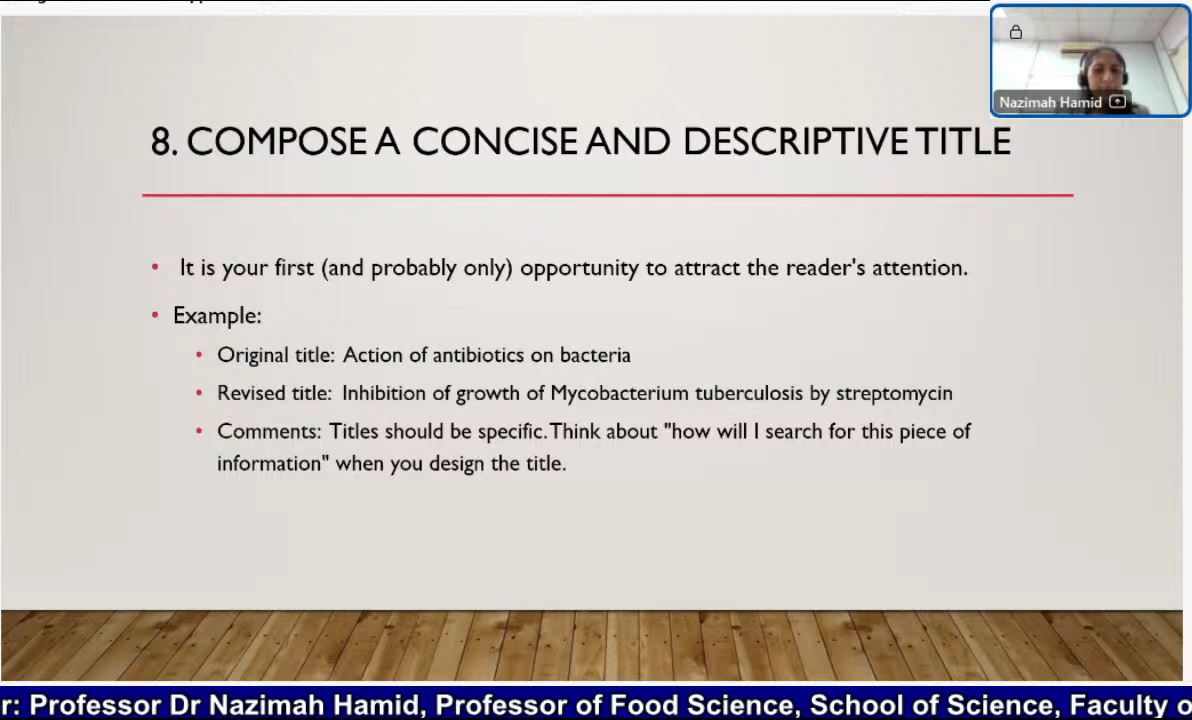 Nazimah Hamid
8. COMPOSE A CONCISE AND DESCRIPTIVE TITLE
• It is your first (and probably only) opportunity to attract the reader's attention.
• Example:
• Original title: Action of antibiotics on bacteria
• Revised title: Inhibition of growth of Mycobacterium tuberculosis by streptomycin
• Comments: Titles should be specific. Think about "how will I search for this piece of
information" when you design the title.
r: Professor Dr Nazimah Hamid, Professor of Food Science, School of Science, Faculty o